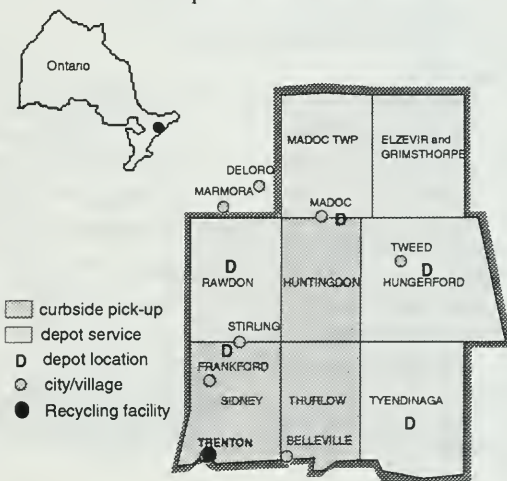 Ontario
MADOC TWP
ELZEVIR and
GRIMSTHORPE
DELORO
MARMORA
MADOC
D
TWEED
D
HUNGERFORD
D
RAWDON
HUNTINGDON
STIRLING
D
FRANKFORD
SIDNEY
THURLOW
TYENDINAGA
D
TRENTON
BELLEVILLE
curbside pick-up
depot service
D depot location
city/village
Recycling facility